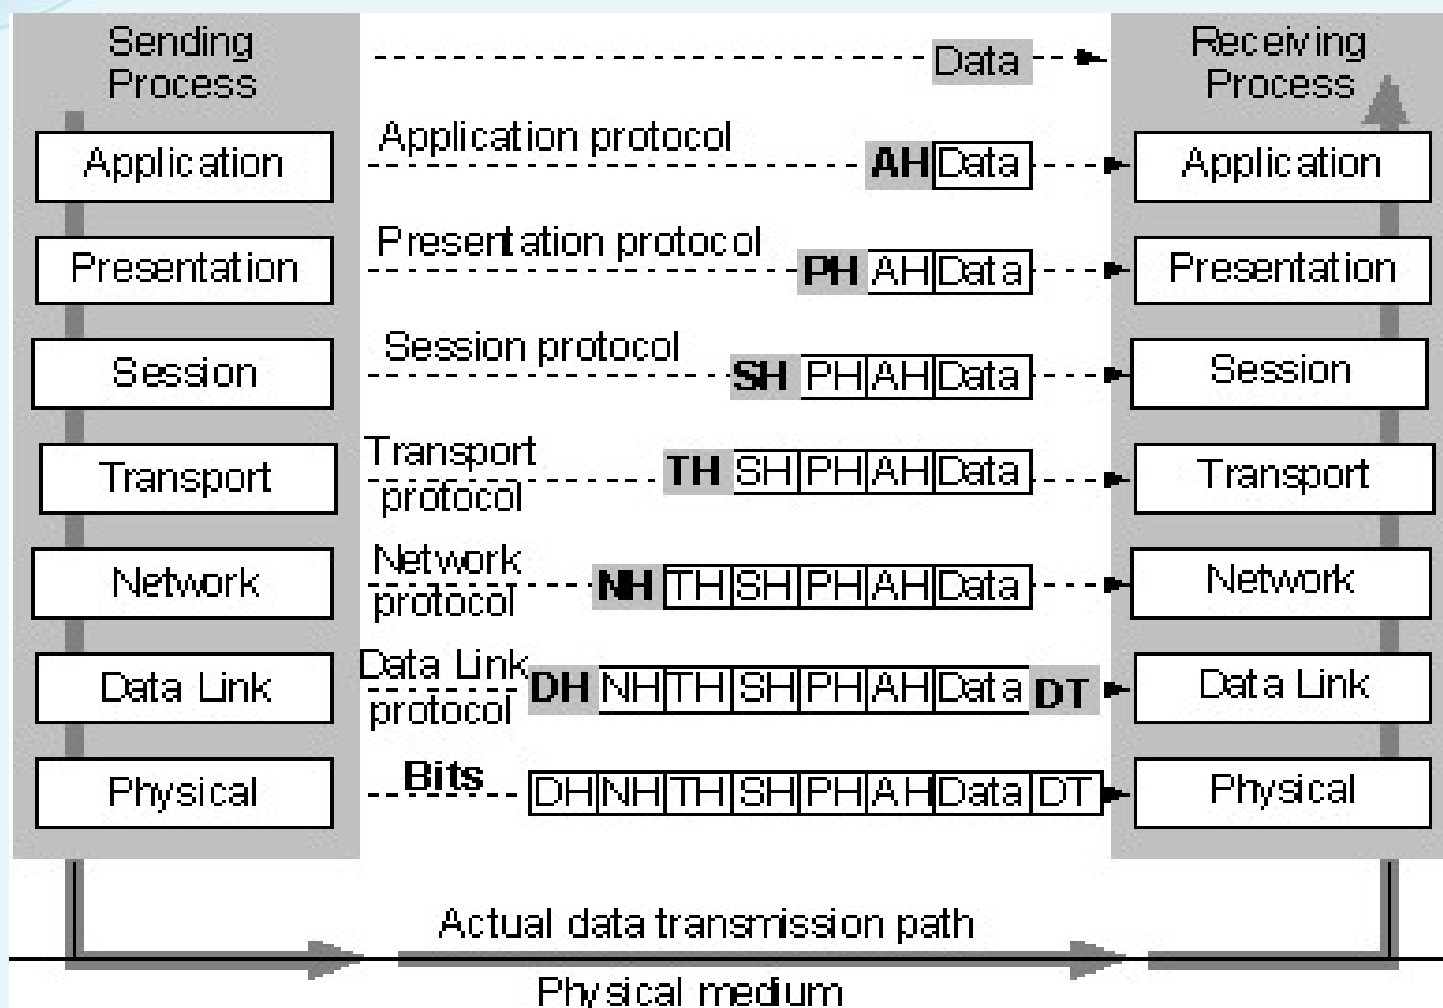 Sending Process
Data
Receiving Process
Application
Application protocol
AH Data
Application
Presentation
Presentation protocol
PH AH Data
Presentation
Session
Session protocol
SH PH AH Data
Session
Transport
Transport protocol
TH SH PH AH Data
Transport
Network
Network protocol
NH TH SH PH AH Data
Network
Data Link
Data Link protocol
DH NH TH SH PH AH Data DT
Data Link
Physical
Bits
DH NH TH SH PH AH Data DT
Physical
Actual data transmission path
Physical medium